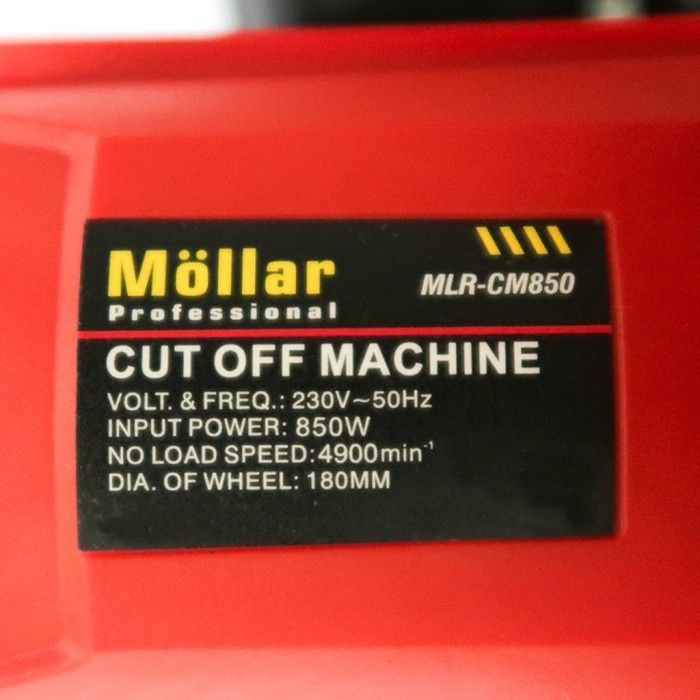 Möllar
Professional
MLR-CM850
CUT OFF MACHINE
VOLT. & FREQ.: 230V~50Hz
INPUT POWER: 850W
NO LOAD SPEED:4900min⁻¹
DIA. OF WHEEL: 180MM